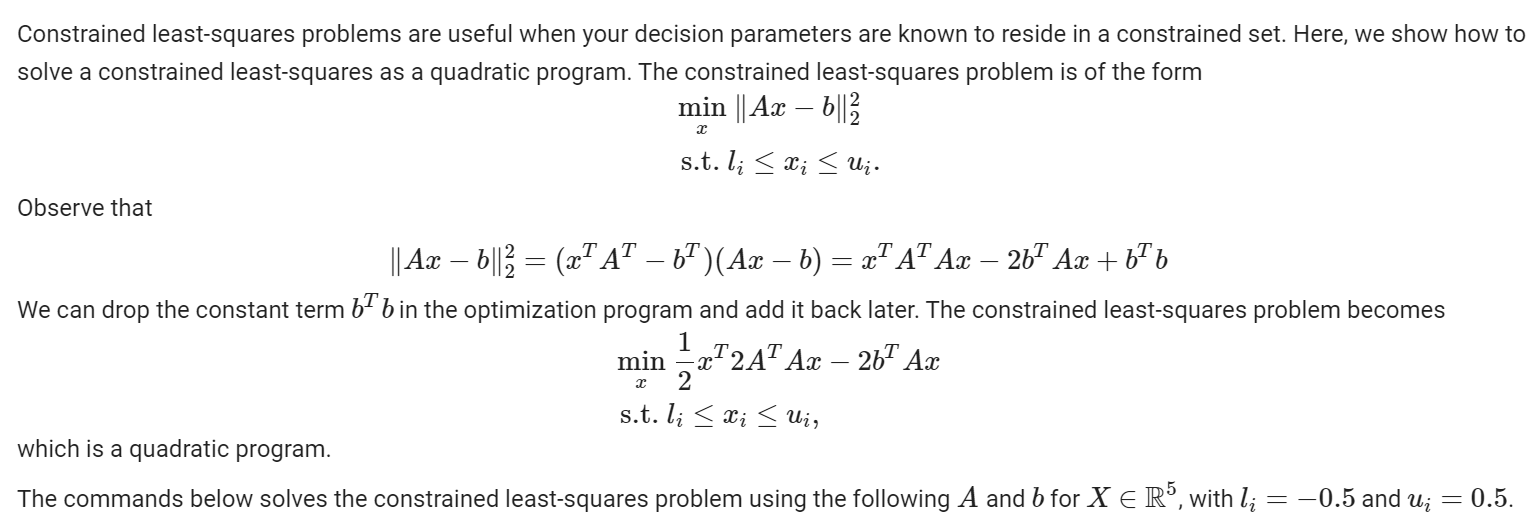 Constrained least-squares problems are useful when your decision parameters are known to reside in a constrained set. Here, we show how to
solve a constrained least-squares as a quadratic program. The constrained least-squares problem is of the form
$\min_x \|Ax - b\|_2^2$
$\text{s.t. } l_i \leq x_i \leq u_i.$
Observe that
$\|Ax - b\|_2^2 = (x^T A^T - b^T)(Ax - b) = x^T A^T Ax - 2b^T Ax + b^T b$
We can drop the constant term $b^T b$ in the optimization program and add it back later. The constrained least-squares problem becomes
$\min_x \frac{1}{2} x^T 2A^T Ax - 2b^T Ax$
$\text{s.t. } l_i \leq x_i \leq u_i,$
which is a quadratic program.
The commands below solves the constrained least-squares problem using the following $A$ and $b$ for $X \in \mathbb{R}^5$, with $l_i = -0.5$ and $u_i = 0.5$.